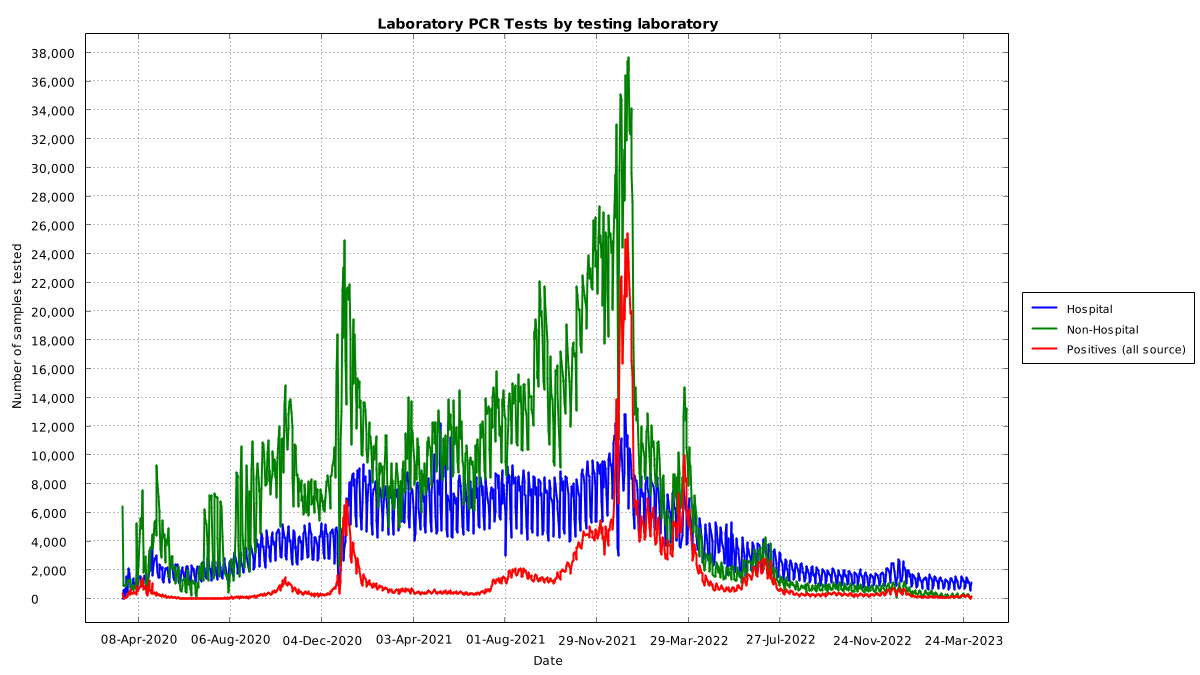 Laboratory PCR Tests by testing laboratory
38,000
36,000
34,000
32,000
30,000
28,000
26,000
24,000
22,000
20,000
18,000
16,000
14,000
12,000
10,000
8,000
6,000
4,000
2,000
0
Number of samples tested
08-Apr-2020 06-Aug-2020 04-Dec-2020 03-Apr-2021 01-Aug-2021 29-Nov-2021 29-Mar-2022 27-Jul-2022 24-Nov-2022 24-Mar-2023
Date
Hospital
Non-Hospital
Positives (all source)